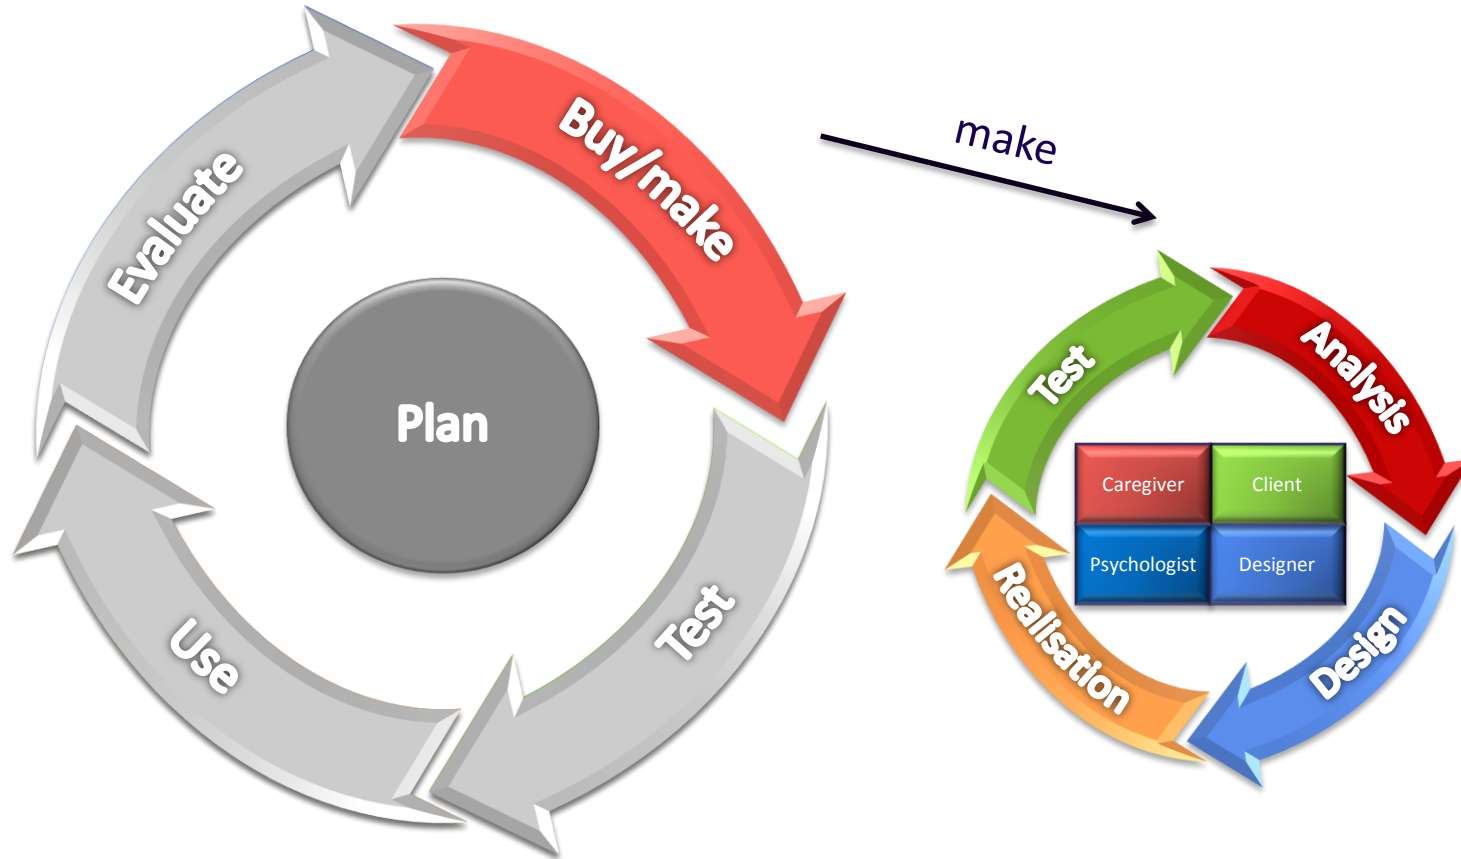 Buy/make
Evaluate
Plan
Test
Use
make
Analysis
Test
Caregiver
Client
Psychologist
Designer
Realisation
Design